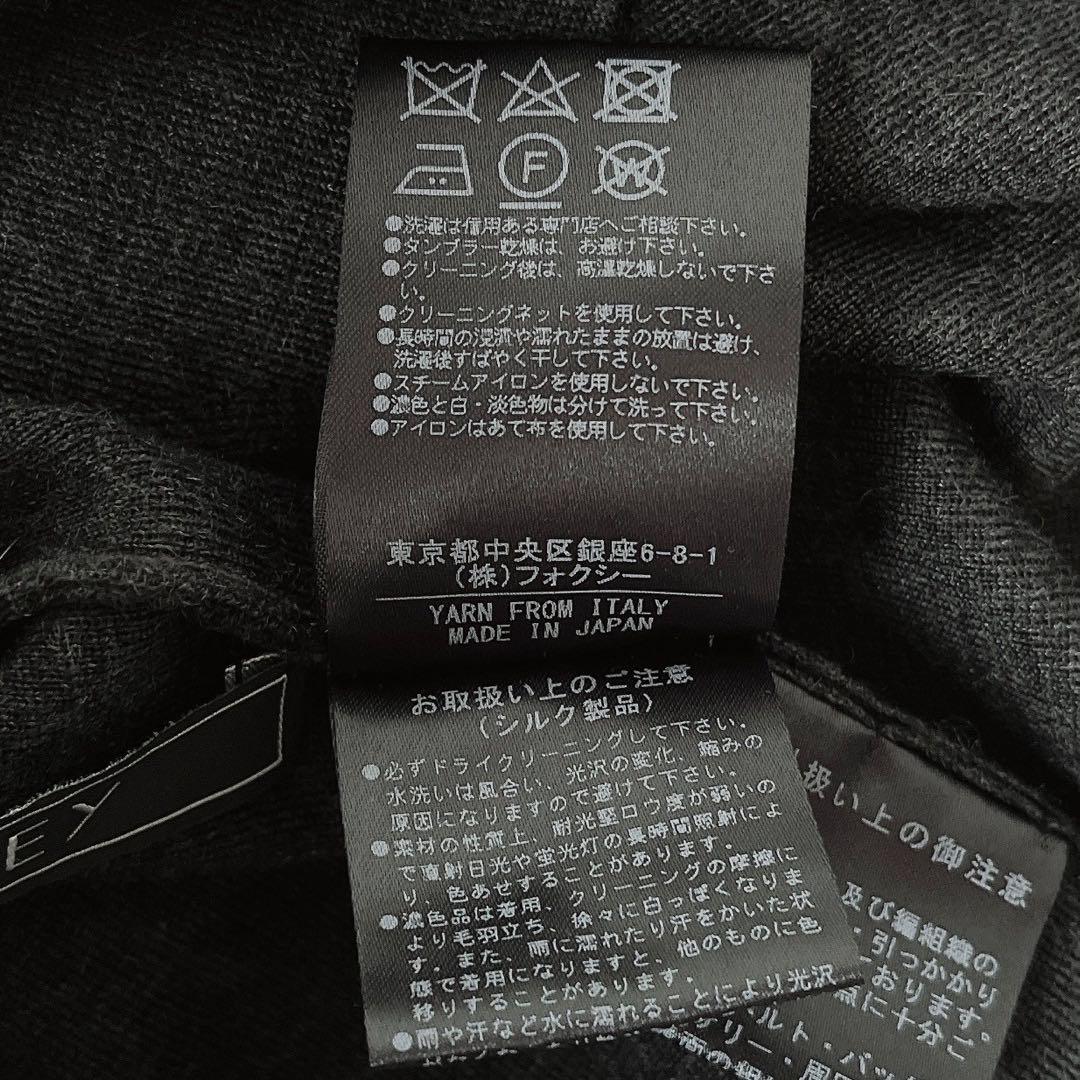 F
W
●洗濯は信用ある専門店へご相談下さい。
●タンブラー乾燥は、お避け下さい。
●クリーニング後は、高温乾燥しないで下さ
い。
●クリーニングネットを使用して下さい。
●長時間の浸漬や濡れたままの放置は避け、
洗濯後すばやく干して下さい。
●スチームアイロンを使用しないで下さい。
●濃色と白・淡色物は分けて洗って下さい。
●アイロンはあて布を使用して下さい。
東京都中央区銀座6-8-1
(株)フォクシー
YARN FROM ITALY
MADE IN JAPAN
お取扱い上のご注意
(シルク製品)
●必ずドライクリーニングして下さい。
水洗いは風合い、光沢の変化、縮みの
原因になりますので避けて下さい。
●素材の性質上、耐光堅ロウ度が弱いの
で直射日光や蛍光灯の長時間照射によ
り、色あせすることがあります。
●濃色品は着用、クリーニングの摩擦に
より毛羽立ち、徐々に白っぽくなりま
す。また、雨に濡れたり汗をかいた状
態で着用になりますと、他のものに色
移りすることがあります。
●雨や汗など水に濡れることにより光沢
EY
扱い上の御注意
及び編組織の
・引っかかり
ております。
点に十分ご
ベルト・バッグ